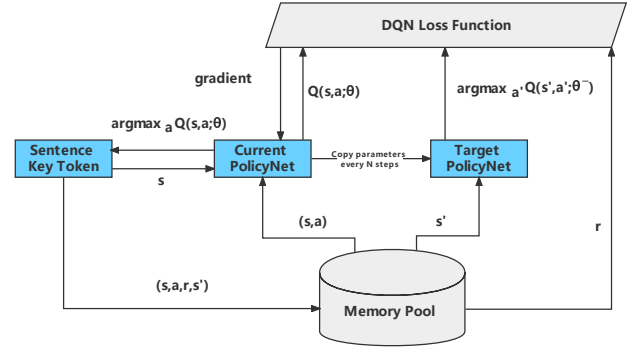 DQN Loss Function
gradient
Q(s,a;θ)
argmax a' Q(s',a';θ⁻)
argmax a Q(s,a;θ)
Sentence
Key Token
Current
PolicyNet
Copy parameters
every N steps
Target
PolicyNet
s
(s,a)
s'
r
(s,a,r,s')
Memory Pool